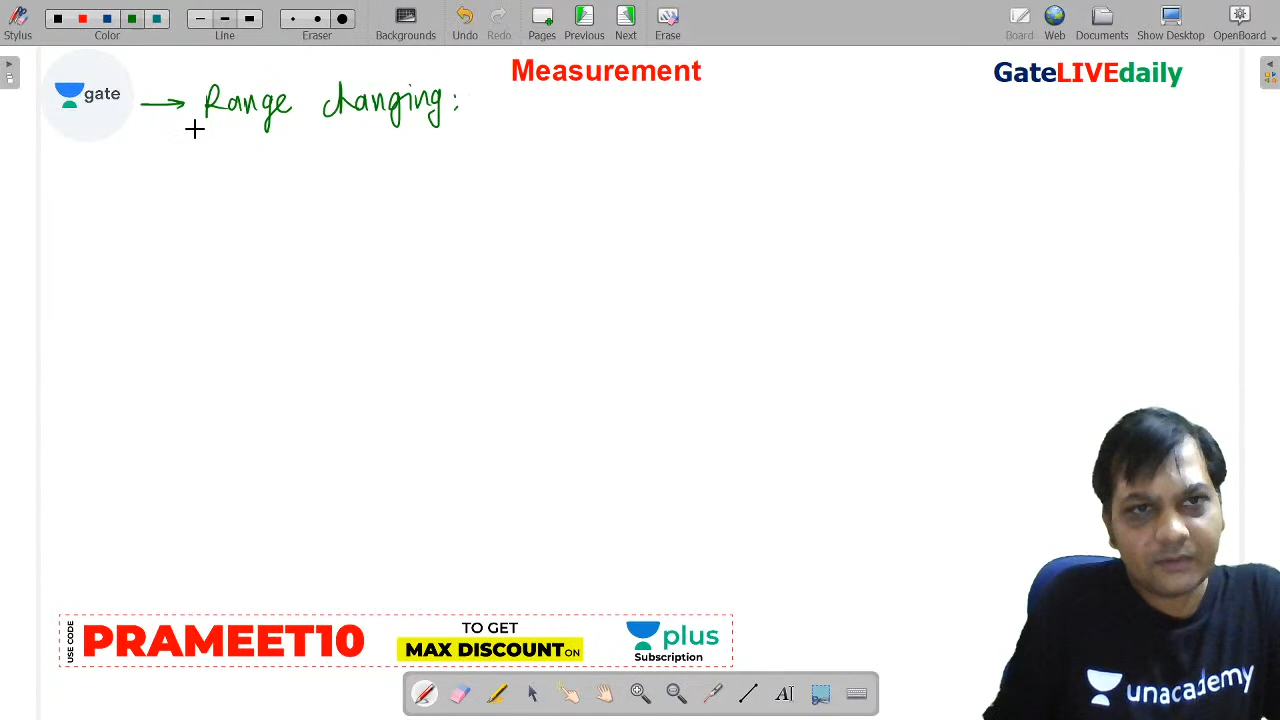 Stylus
Color
Line
Eraser
Backgrounds
Undo
Redo
Pages
Previous
Next
Erase
Board
Web
Documents
Show Desktop
OpenBoard
gate
→ Range changing:
Measurement
GateLIVEdaily
USE CODE
PRAMEET10
TO GET
MAX DISCOUNT ON
plus
Subscription
unacademy
AI